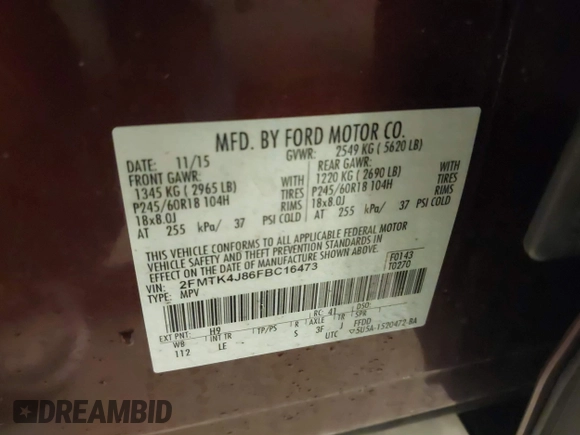 MFD. BY FORD MOTOR CO.
DATE: 11/15 GVWR: 2549 KG ( 5620 LB)
FRONT GAWR: REAR GAWR:
1345 KG ( 2965 LB) 1220 KG ( 2690 LB)
P245/60R18 104H TIRES P245/60R18 104H TIRES
18x8.0J RIMS 18x8.0J RIMS
AT 255 kPa/ 37 PSI COLD AT 255 kPa/ 37 PSI COLD
THIS VEHICLE CONFORMS TO ALL APPLICABLE FEDERAL MOTOR
VEHICLE SAFETY AND THEFT PREVENTION STANDARDS IN
EFFECT ON THE DATE OF MANUFACTURE SHOWN ABOVE.
VIN: 2FMTK4J86FBC16473 F0143
TYPE: MPV T0270
EXT PNT: H9 RC: 41 DSO:
WB INT TR TP/PS R AXLE TR SPR
112 LE S 3F J FFDD
UTC 5U5A-1520472-BA
DREAMBID